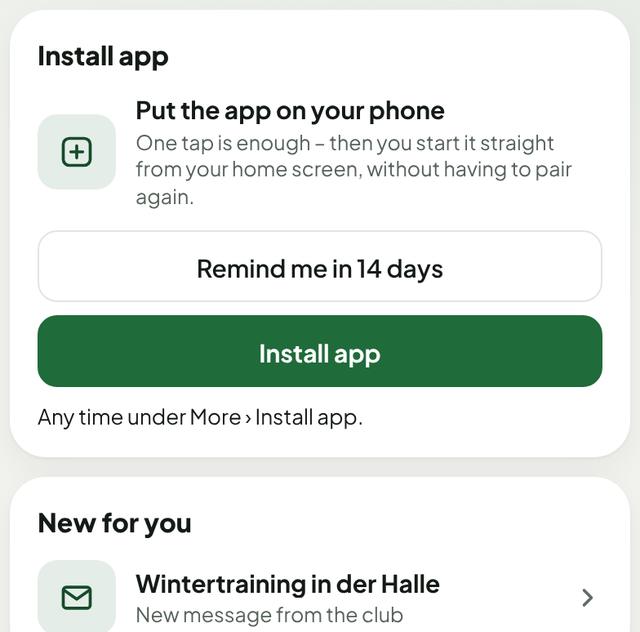 Install app
Put the app on your phone
One tap is enough – then you start it straight
from your home screen, without having to pair
again.
Remind me in 14 days
Install app
Any time under More › Install app.
New for you
Wintertraining in der Halle
New message from the club